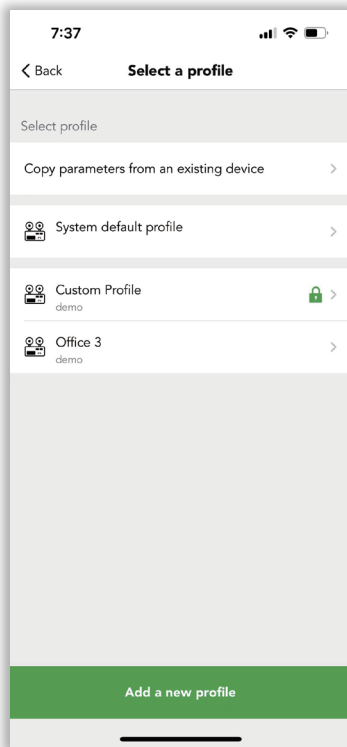 7:37
Back
Select a profile
Select profile
Copy parameters from an existing device
System default profile
Custom Profile
demo
Office 3
demo
Add a new profile